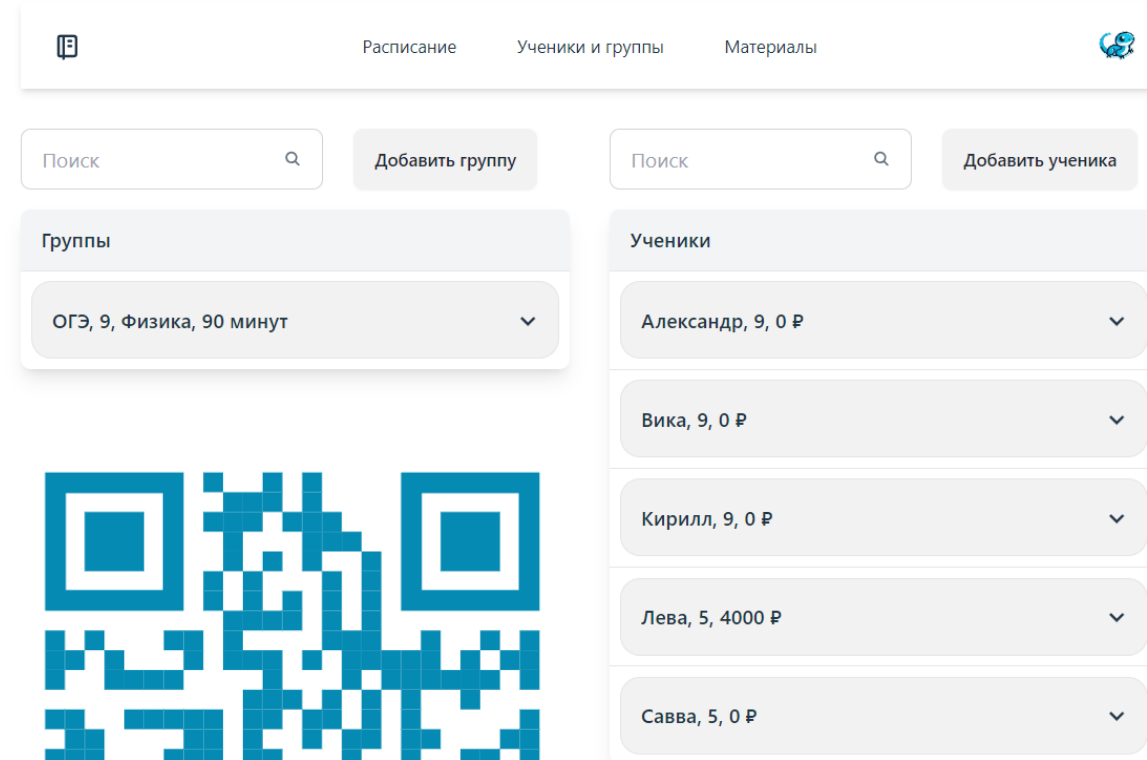 Расписание
Ученики и группы
Материалы
Поиск
Добавить группу
Группы
ОГЭ, 9, Физика, 90 минут
Поиск
Добавить ученика
Ученики
Александр, 9, 0 ₽
Вика, 9, 0 ₽
Кирилл, 9, 0 ₽
Лева, 5, 4000 ₽
Савва, 5, 0 ₽